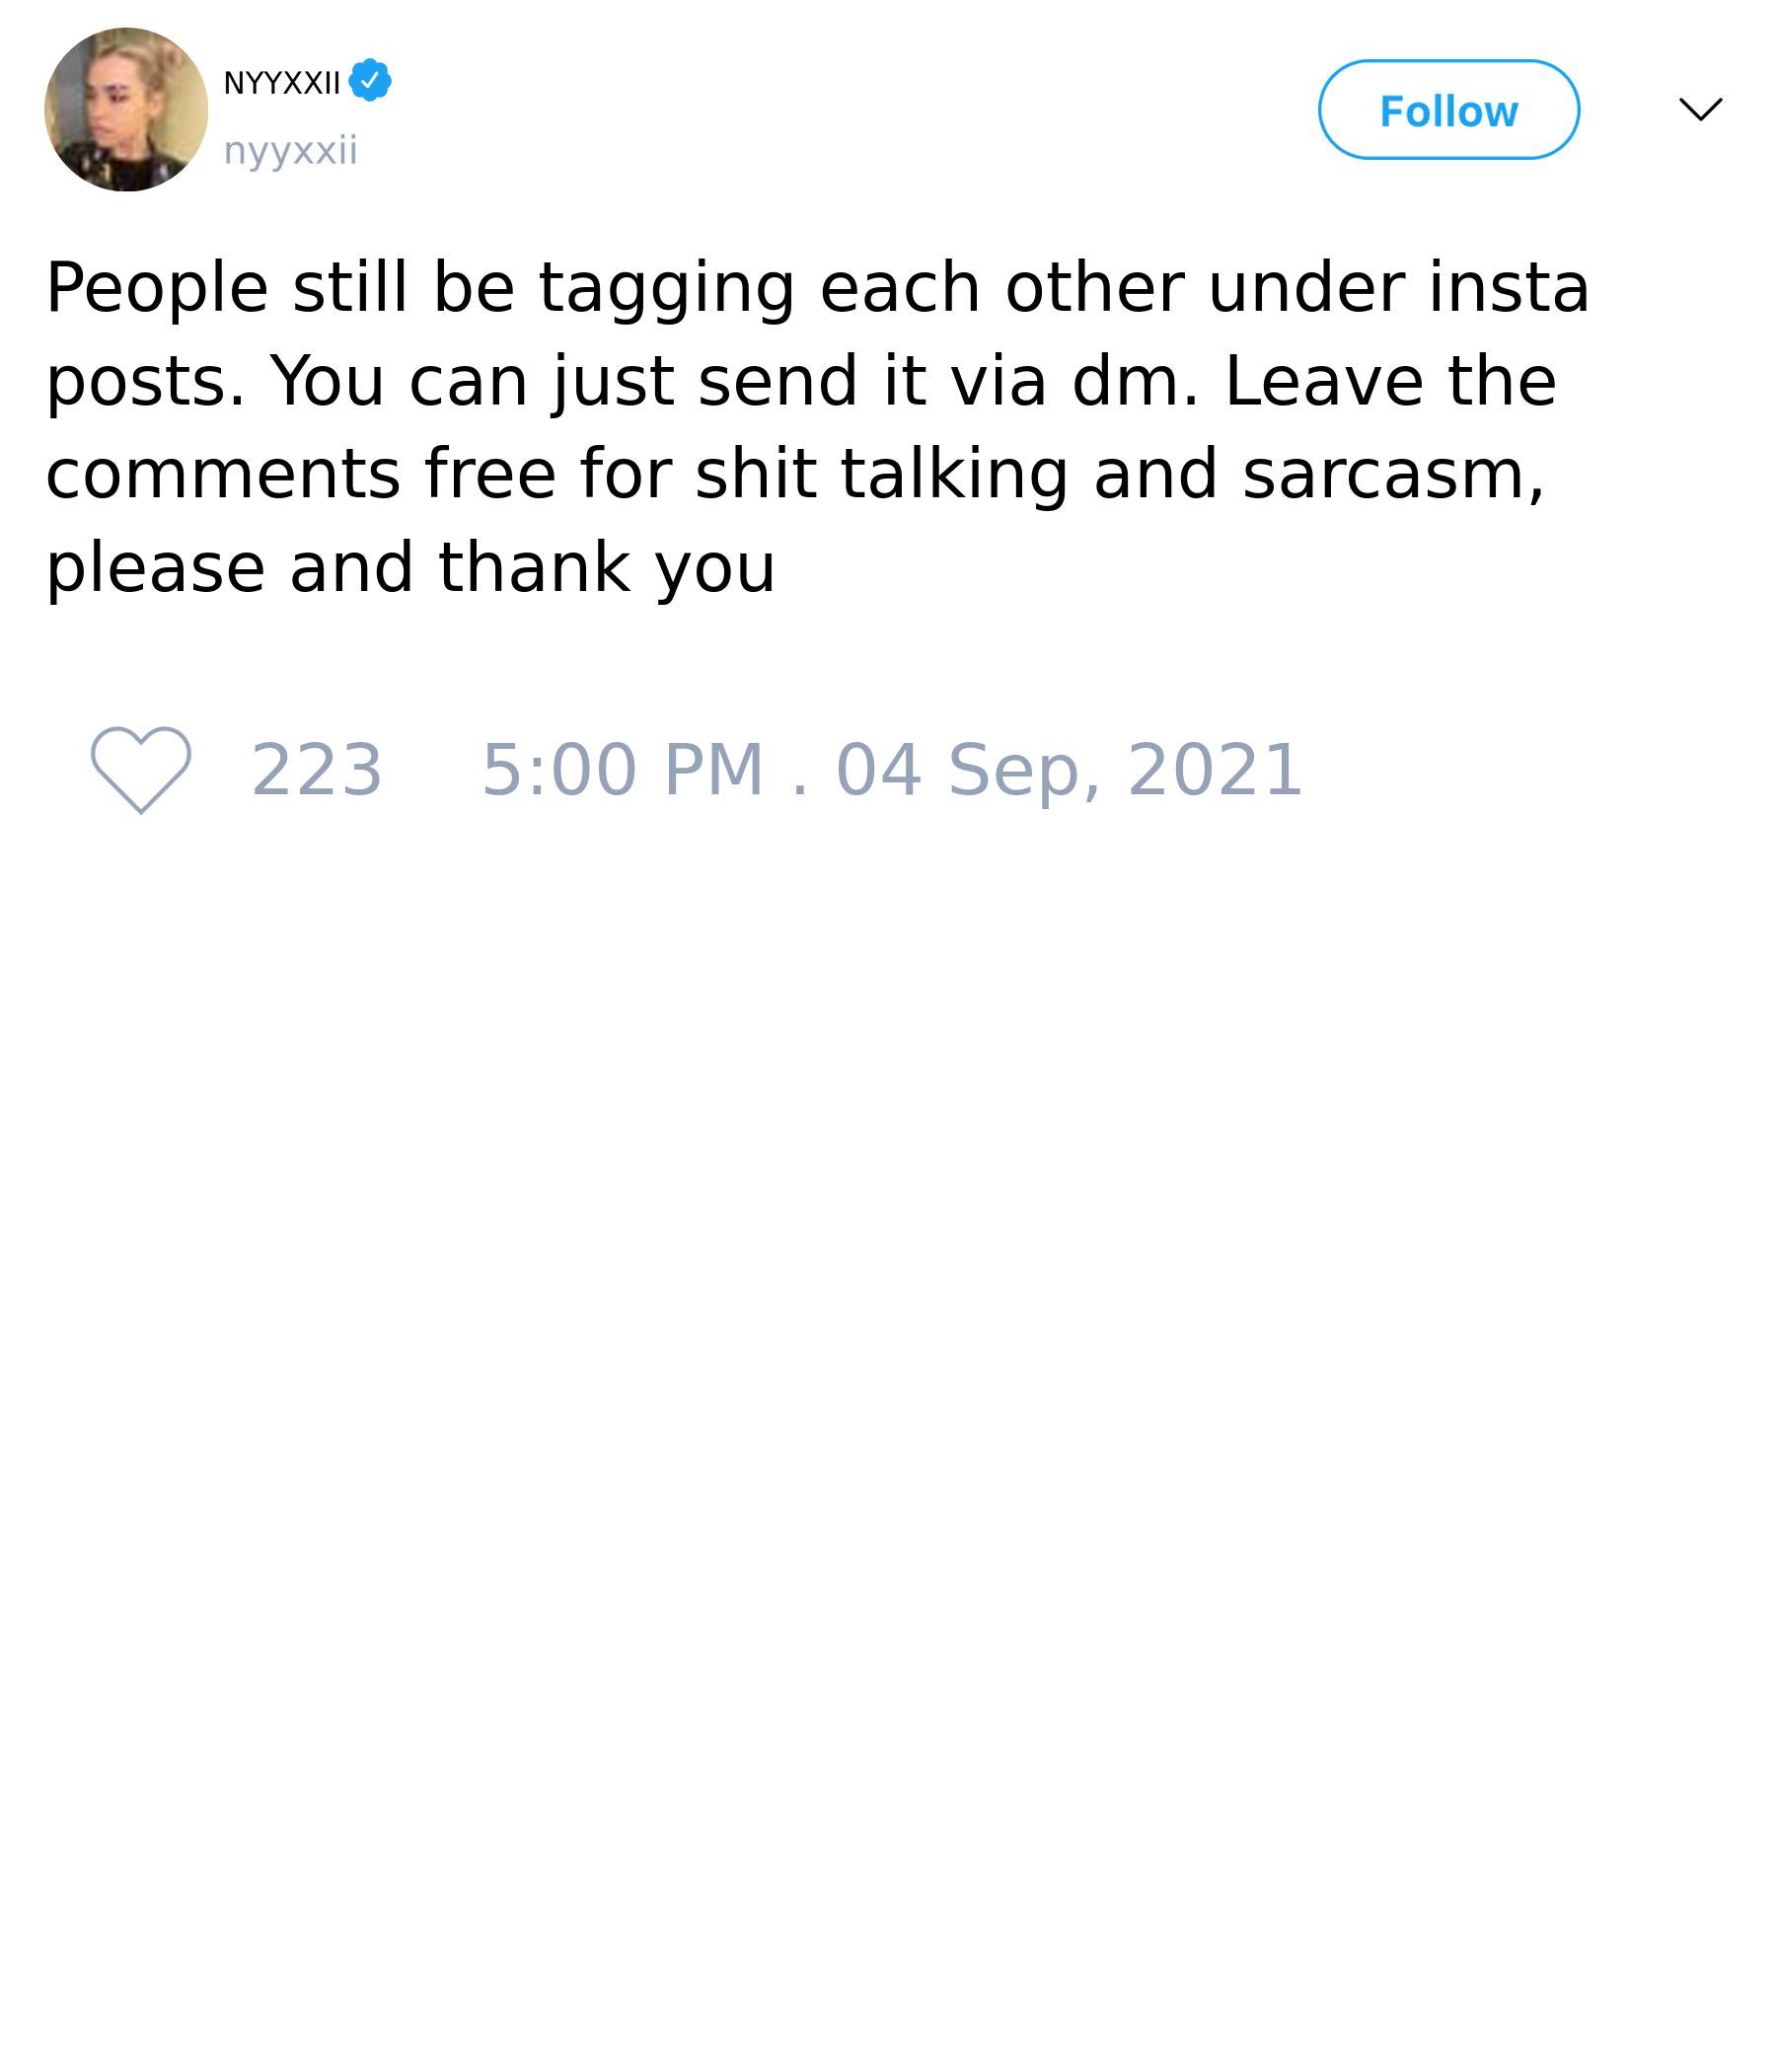 NYYXXII
nyyxxii
Follow
People still be tagging each other under insta
posts. You can just send it via dm. Leave the
comments free for shit talking and sarcasm,
please and thank you
223 5:00 PM . 04 Sep, 2021